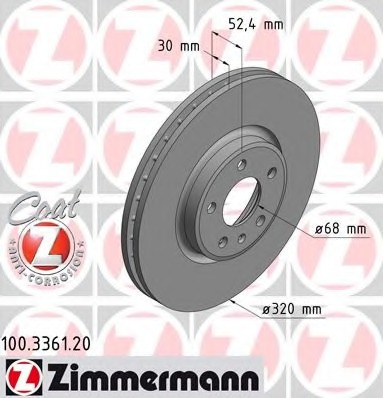 52,4 mm
30 mm
ø68 mm
ø320 mm
Coat
Z
ANTI-CORROSION
100.3361.20
Z Zimmermann